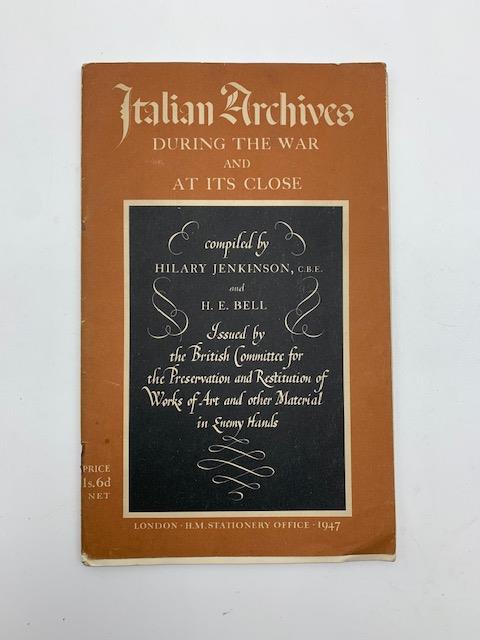 Italian Archives
DURING THE WAR
AND
AT ITS CLOSE
compiled by
HILARY JENKINSON, C.B.E.
and
H. E. BELL
Issued by
the British Committee for
the Preservation and Restitution of
Works of Art and other Material
in Enemy Hands
PRICE
1s. 6d
NET
LONDON · H.M. STATIONERY OFFICE · 1947